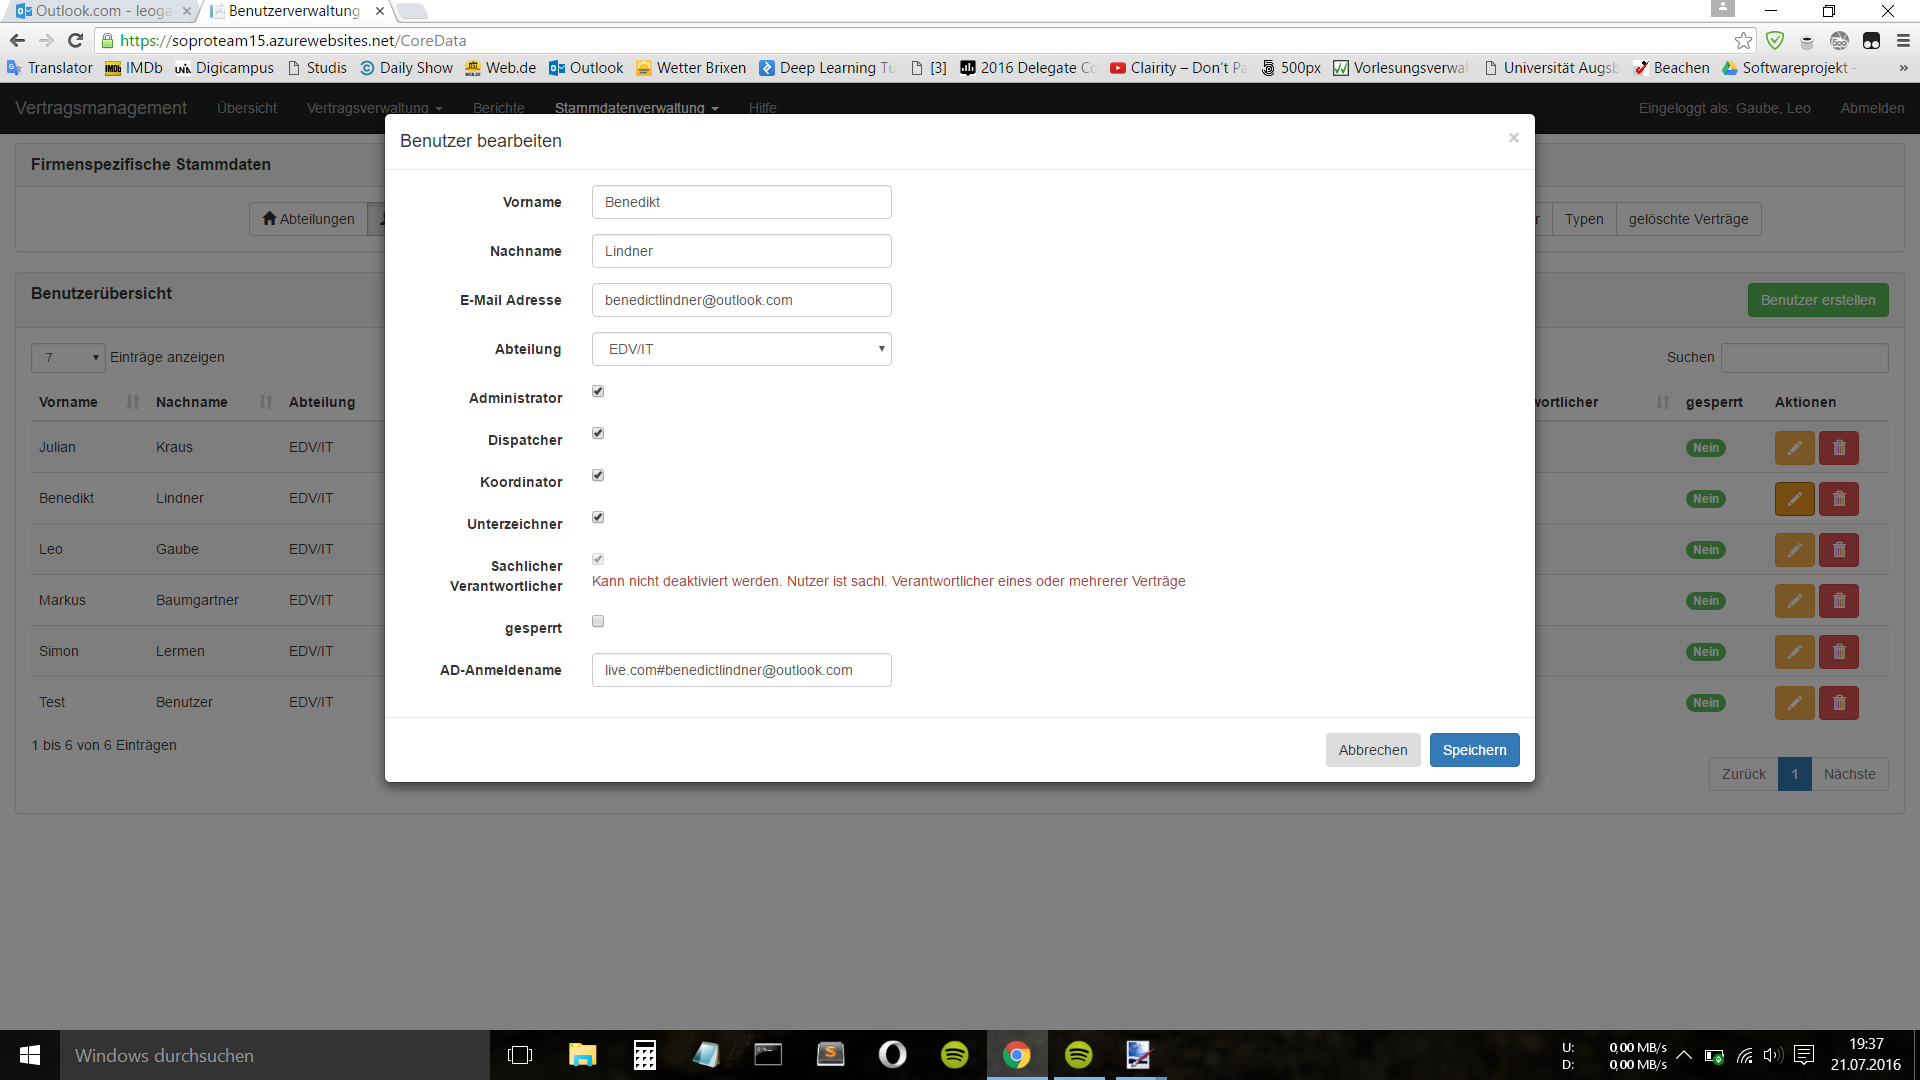 Outlook.com - leoga
Benutzerverwaltung
https://soproteam15.azurewebsites.net/CoreData
Translator IMDb Digicampus Studis Daily Show Web.de Outlook Wetter Brixen Deep Learning Tu [3] 2016 Delegate Co Clairity – Don't Pa 500px Vorlesungsverwal Universität Augsb Beachen Softwareprojekt - »
Vertragsmanagement Übersicht Vertragsverwaltung Berichte Stammdatenverwaltung Hilfe Eingeloggt als: Gaube, Leo Abmelden
Benutzer bearbeiten ×
Firmenspezifische Stammdaten
Abteilungen r Typen gelöschte Verträge
Vorname Benedikt
Nachname Lindner
E-Mail Adresse benedictlindner@outlook.com
Abteilung EDV/IT
Administrator
Dispatcher
Koordinator
Unterzeichner
Sachlicher
Verantwortlicher
Kann nicht deaktiviert werden. Nutzer ist sachl. Verantwortlicher eines oder mehrerer Verträge
gesperrt
AD-Anmeldename live.com#benedictlindner@outlook.com
Abbrechen Speichern
Benutzerübersicht Benutzer erstellen
7 Einträge anzeigen Suchen
Vorname Nachname Abteilung wortlicher gesperrt Aktionen
Julian Kraus EDV/IT Nein
Benedikt Lindner EDV/IT Nein
Leo Gaube EDV/IT Nein
Markus Baumgartner EDV/IT Nein
Simon Lermen EDV/IT Nein
Test Benutzer EDV/IT Nein
1 bis 6 von 6 Einträgen
Zurück 1 Nächste
Windows durchsuchen
U: 0,00 MB/s
D: 0,00 MB/s
19:37
21.07.2016